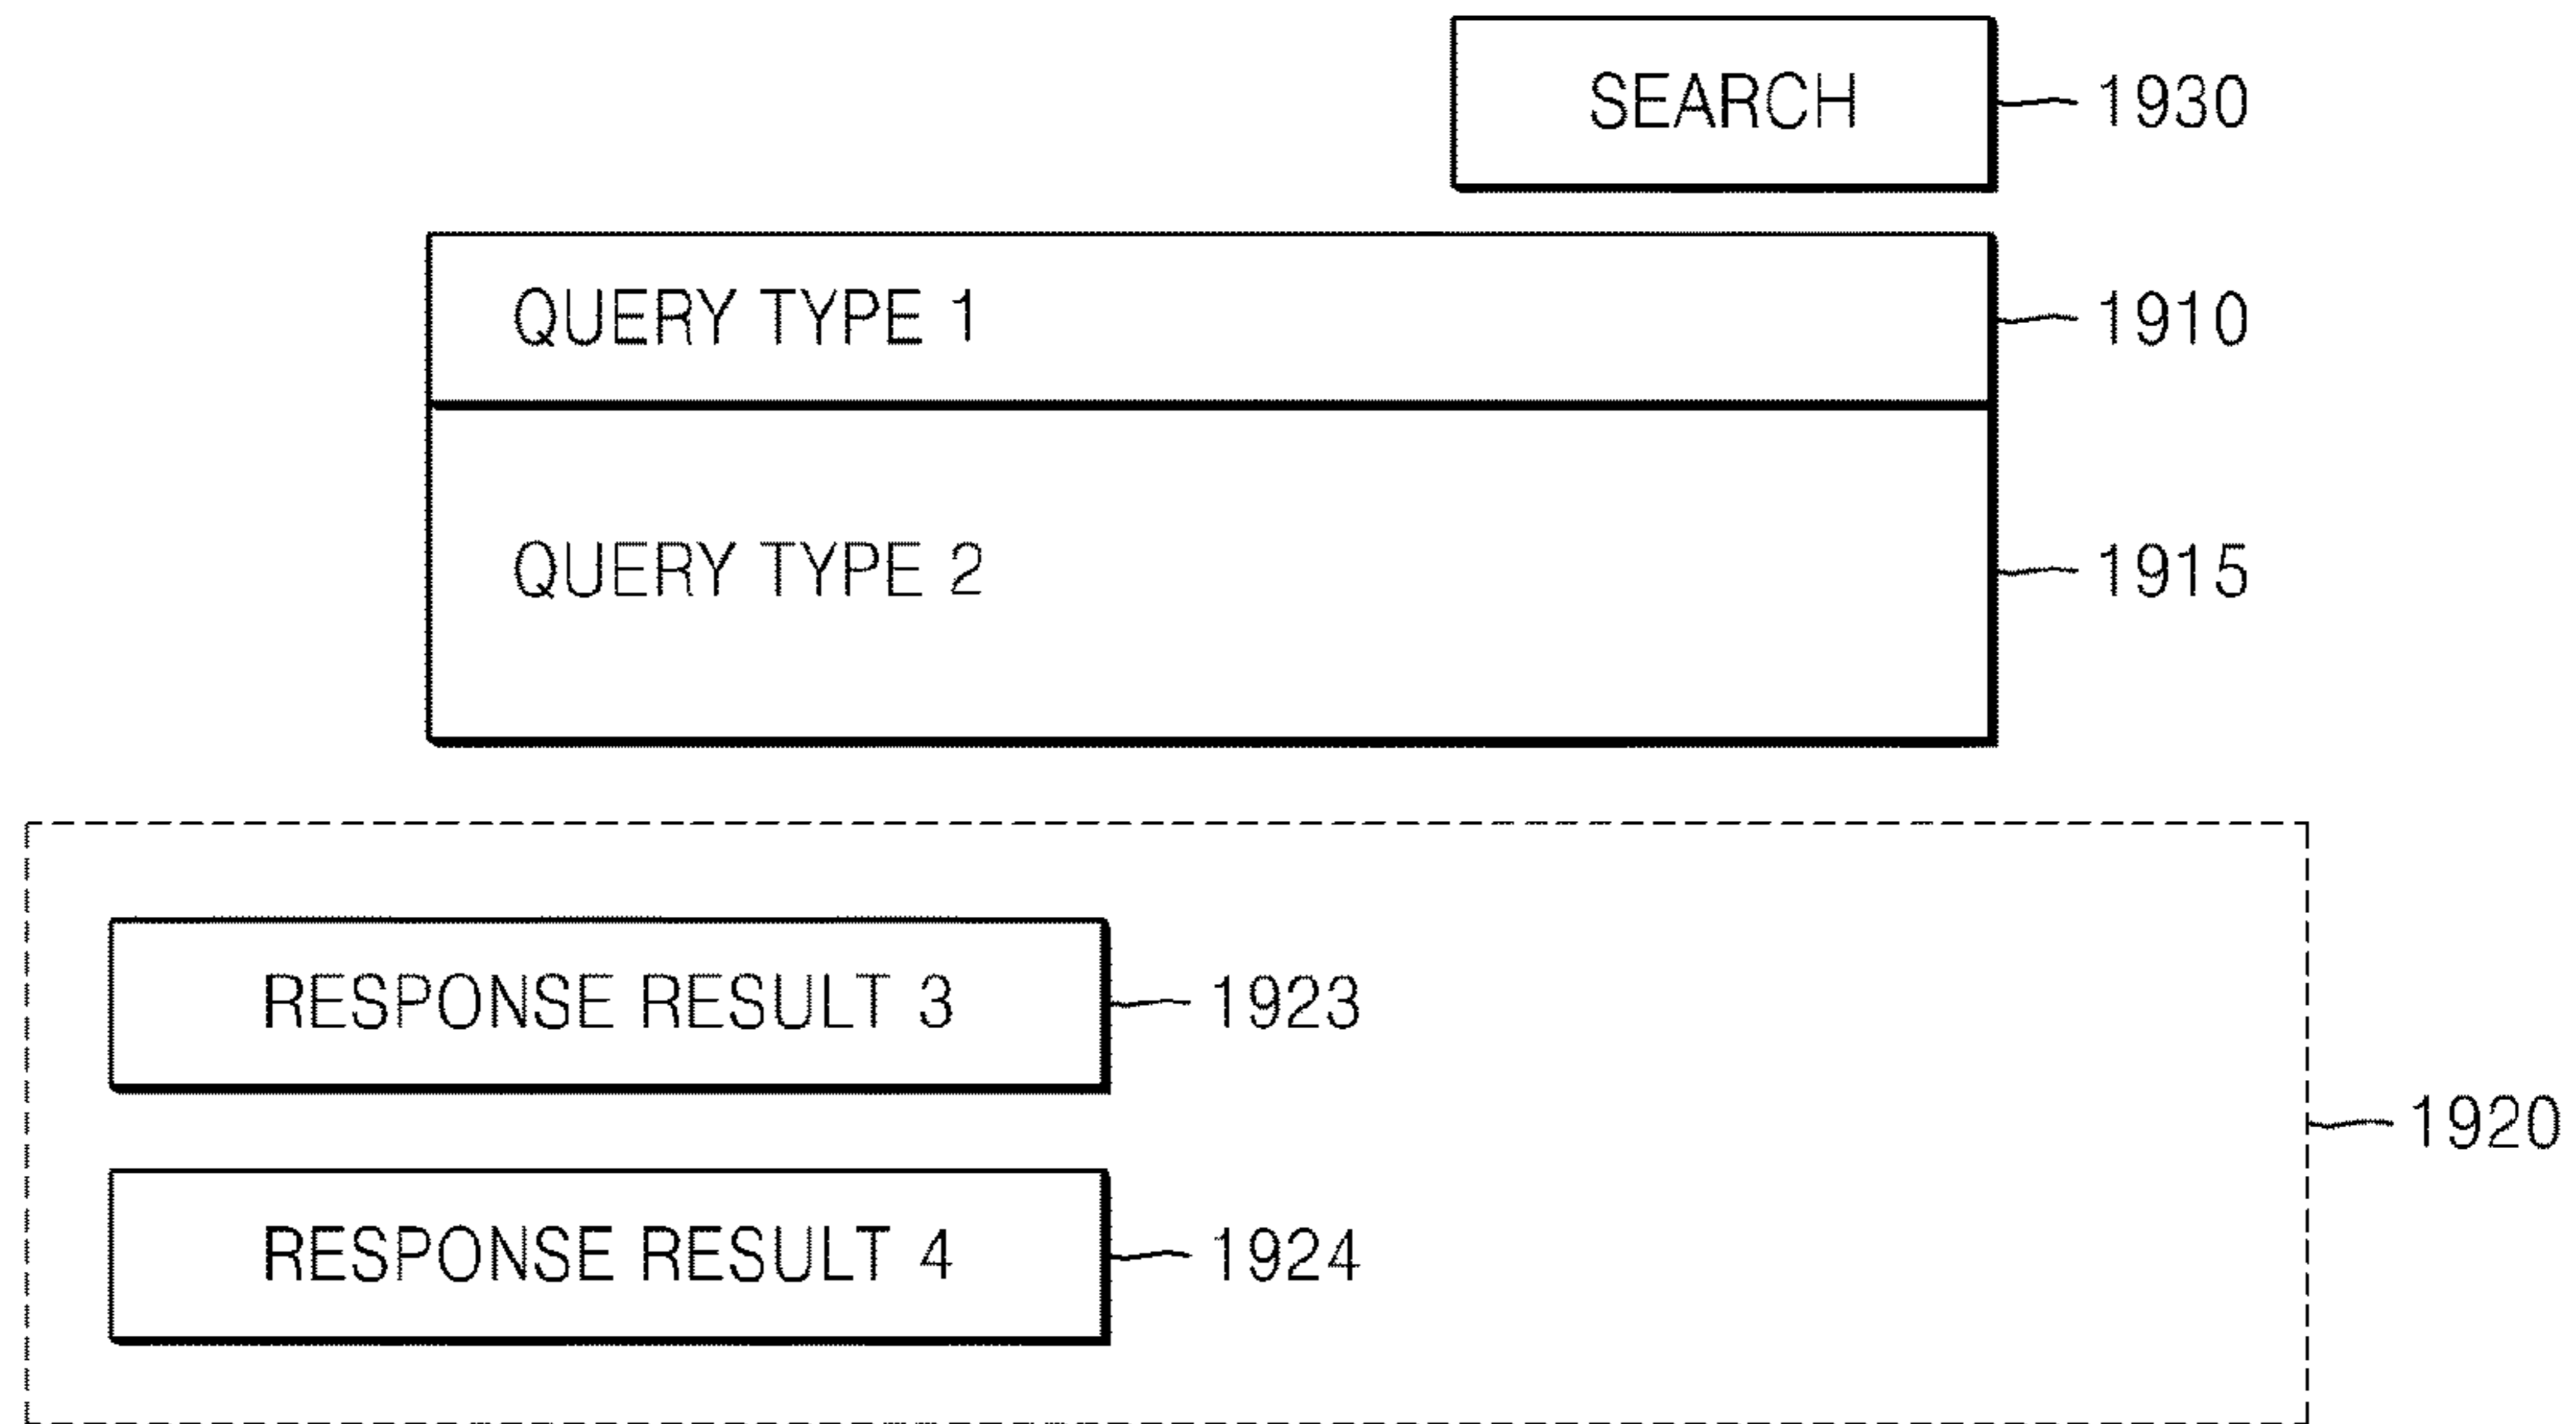 SEARCH 1930
QUERY TYPE 1 1910
QUERY TYPE 2 1915
RESPONSE RESULT 3 1923
1920
RESPONSE RESULT 4 1924